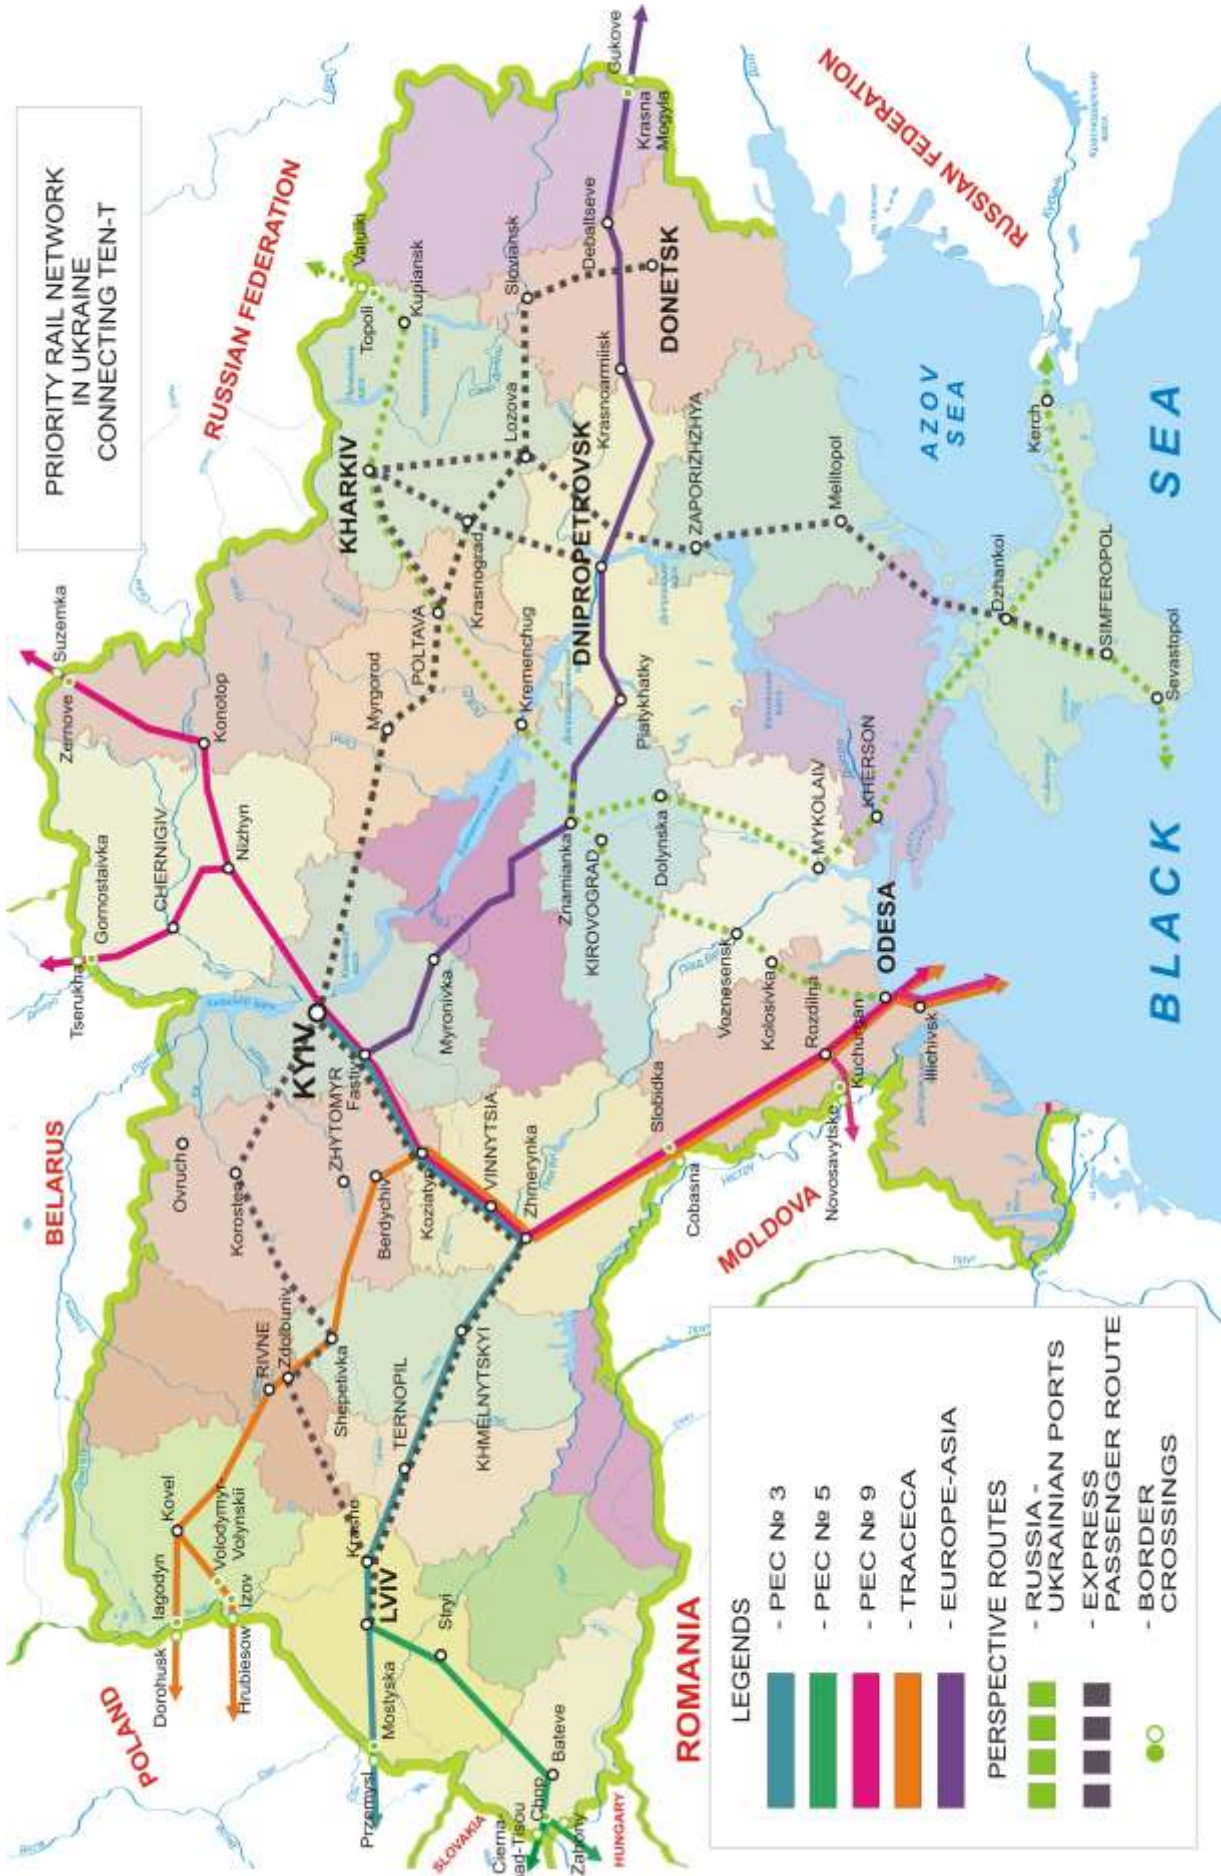 PRIORITY RAIL NETWORK
IN UKRAINE
CONNECTING TEN-T
POLAND
BELARUS
RUSSIAN FEDERATION
RUSSIAN FEDERATION
SLOVAKIA
HUNGARY
ROMANIA
MOLDOVA
AZOV
SEA
BLACK SEA
Dorohusk
Iagodyn
Kovel
Hrubiesow
Izov
Volodymyr-
Volynskii
RIVNE
Zdolbuniv
Shepetivka
Korosten
Ovruch
ZHYTOMYR
Berdychiv
Koziatyn
Fastiv
KYIV
Tserukha
Gornostaivka
CHERNIGIV
Nizhyn
Konotop
Zernove
Suzemka
Przemysl
Mostyska
LVIV
Krasne
TERNOPIL
KHMELNYTSKYI
VINNYTSIA
Zhmerynka
Stryi
Bateve
Chop
Cierna-
nad-Tisou
Zahony
Myronivka
Myrgorod
POLTAVA
Krasnograd
KHARKIV
Kupiansk
Topoli
Valuiki
Lozova
Sloviansk
Kremenchug
Znamianka
KIROVOGRAD
Dolynska
Piatykhatky
DNIPROPETROVSK
Krasnoarmiisk
Debaltseve
DONETSK
Krasna
Mogyla
Gukove
ZAPORIZHZHYA
Melitopol
Slobidka
Cobasna
Voznesensk
Kolosivka
Rozdilna
Kuchurgan
Novosavytske
ODESA
Illichivsk
MYKOLAIV
KHERSON
Dzhankoi
SIMFEROPOL
Sevastopol
Kerch
LEGENDS
- PEC № 3
- PEC № 5
- PEC № 9
- TRACECA
- EUROPE-ASIA
PERSPECTIVE ROUTES
- RUSSIA -
UKRAINIAN PORTS
- EXPRESS
PASSENGER ROUTE
- BORDER
CROSSINGS